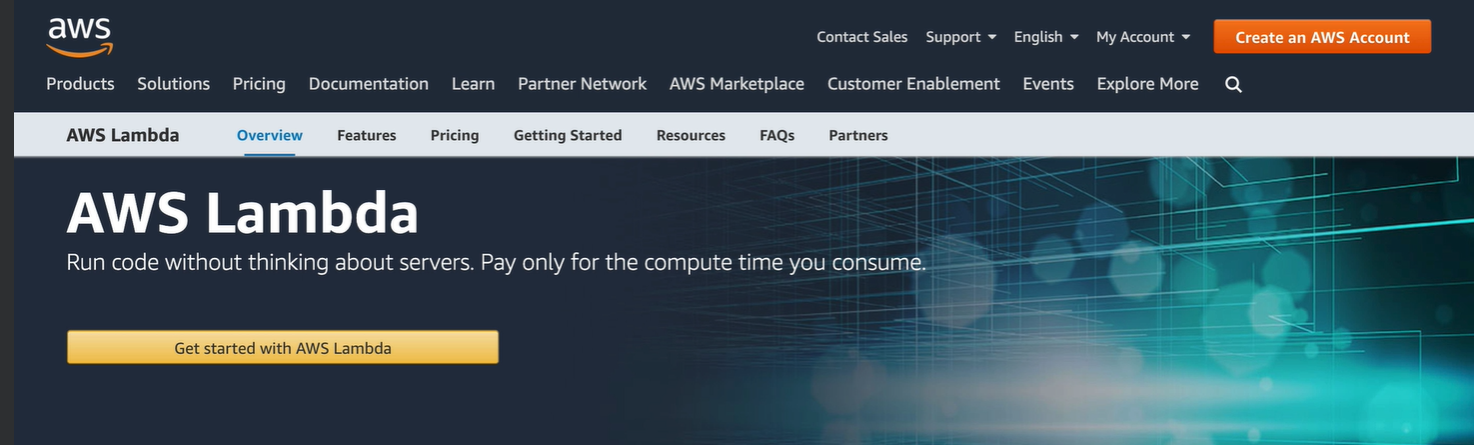 aws
Contact Sales Support English My Account Create an AWS Account
Products Solutions Pricing Documentation Learn Partner Network AWS Marketplace Customer Enablement Events Explore More
AWS Lambda Overview Features Pricing Getting Started Resources FAQs Partners
AWS Lambda
Run code without thinking about servers. Pay only for the compute time you consume.
Get started with AWS Lambda